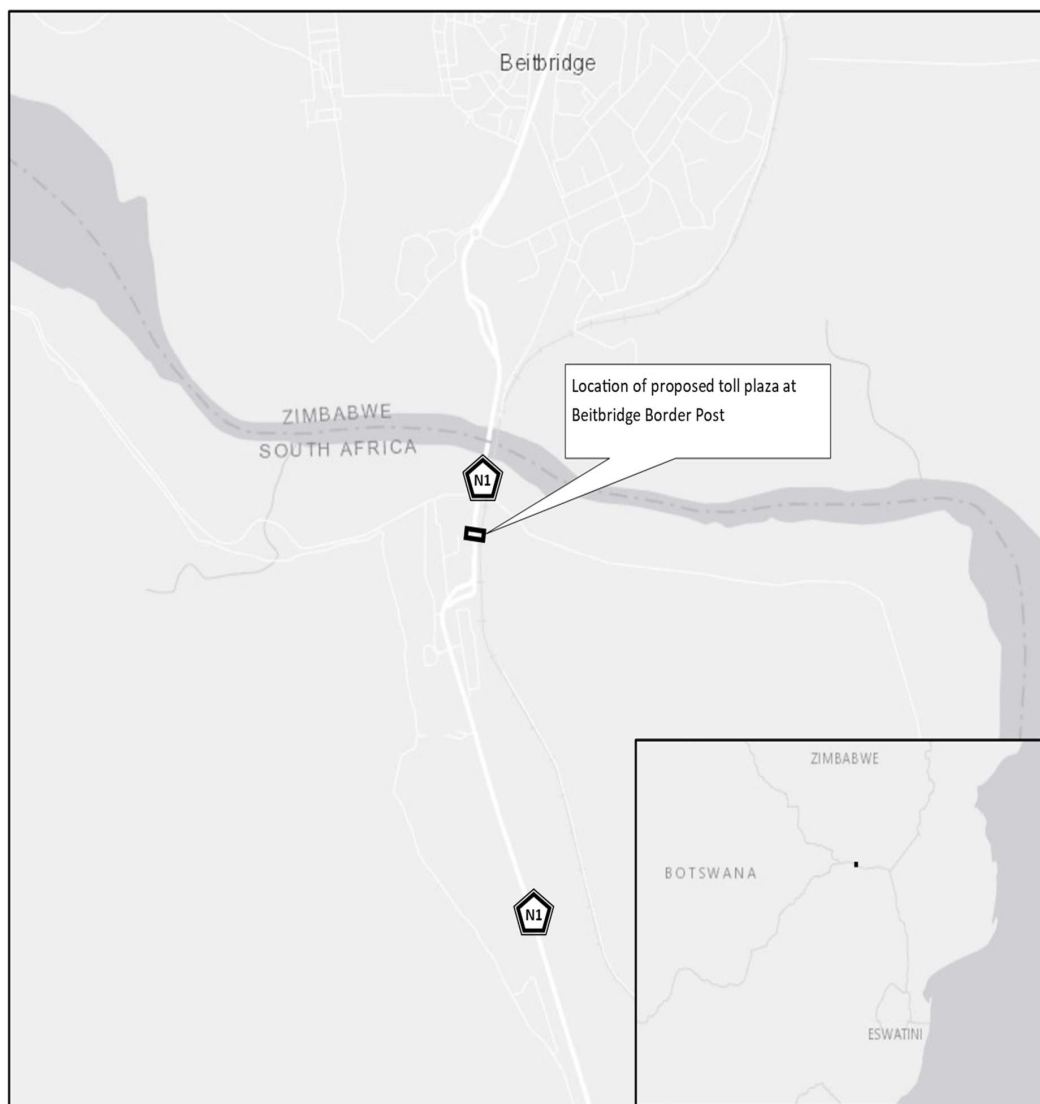 Beitbridge
Location of proposed toll plaza at
Beitbridge Border Post
ZIMBABWE
SOUTH AFRICA
N1
N1
ZIMBABWE
BOTSWANA
ESWATINI